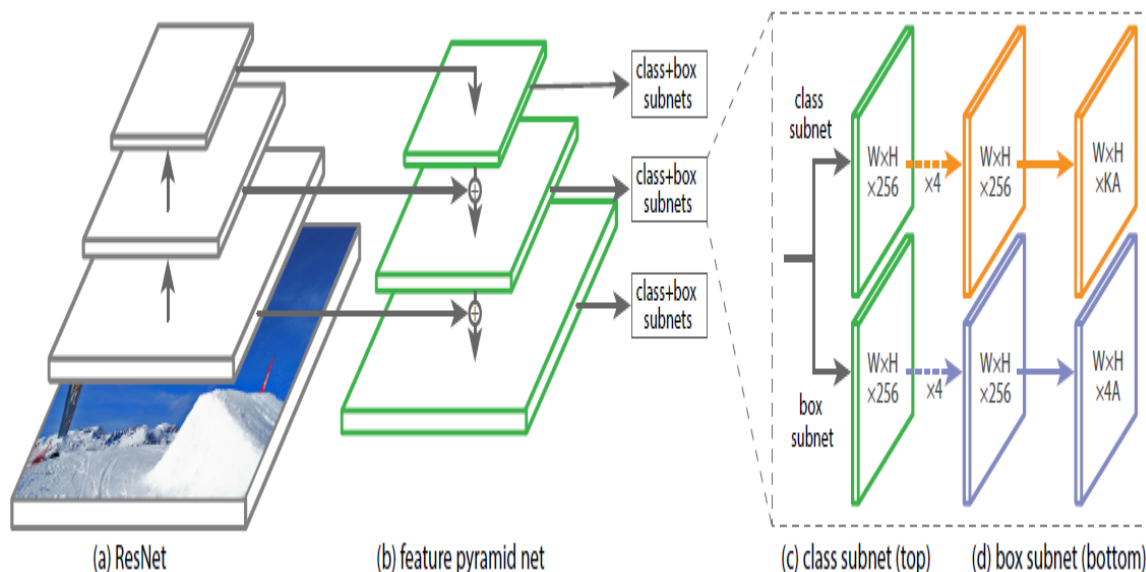 class+box
subnets
class+box
subnets
class+box
subnets
+
+
class
subnet
W×H
×256
×4
W×H
×256
W×H
×KA
box
subnet
W×H
×256
×4
W×H
×256
W×H
×4A
(a) ResNet
(b) feature pyramid net
(c) class subnet (top)
(d) box subnet (bottom)